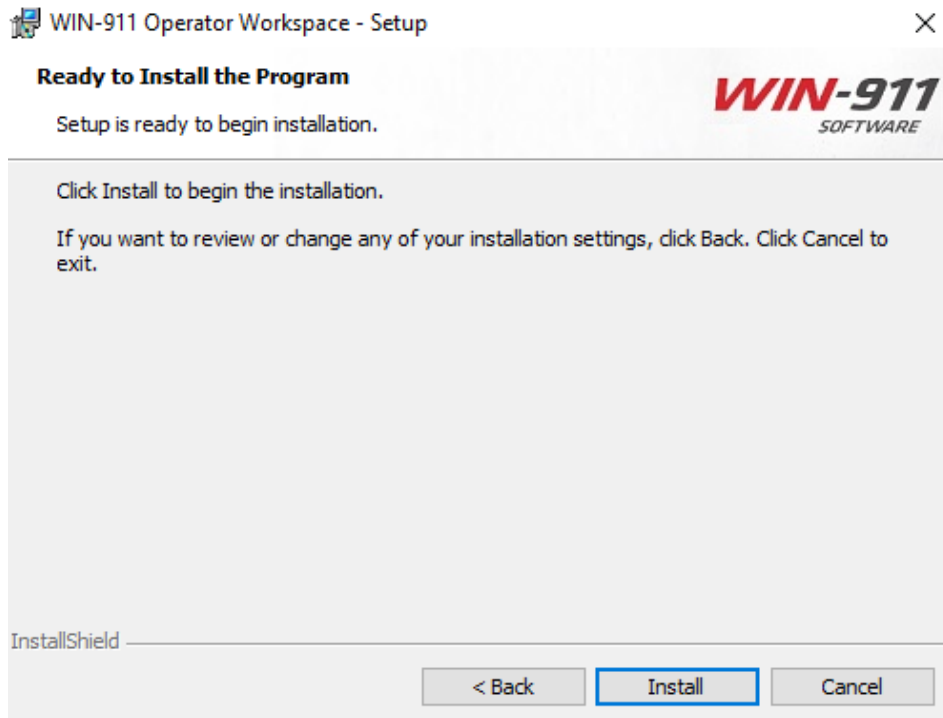 WIN-911 Operator Workspace - Setup
Ready to Install the Program
Setup is ready to begin installation.
WIN-911
SOFTWARE
Click Install to begin the installation.
If you want to review or change any of your installation settings, click Back. Click Cancel to
exit.
InstallShield
< Back
Install
Cancel